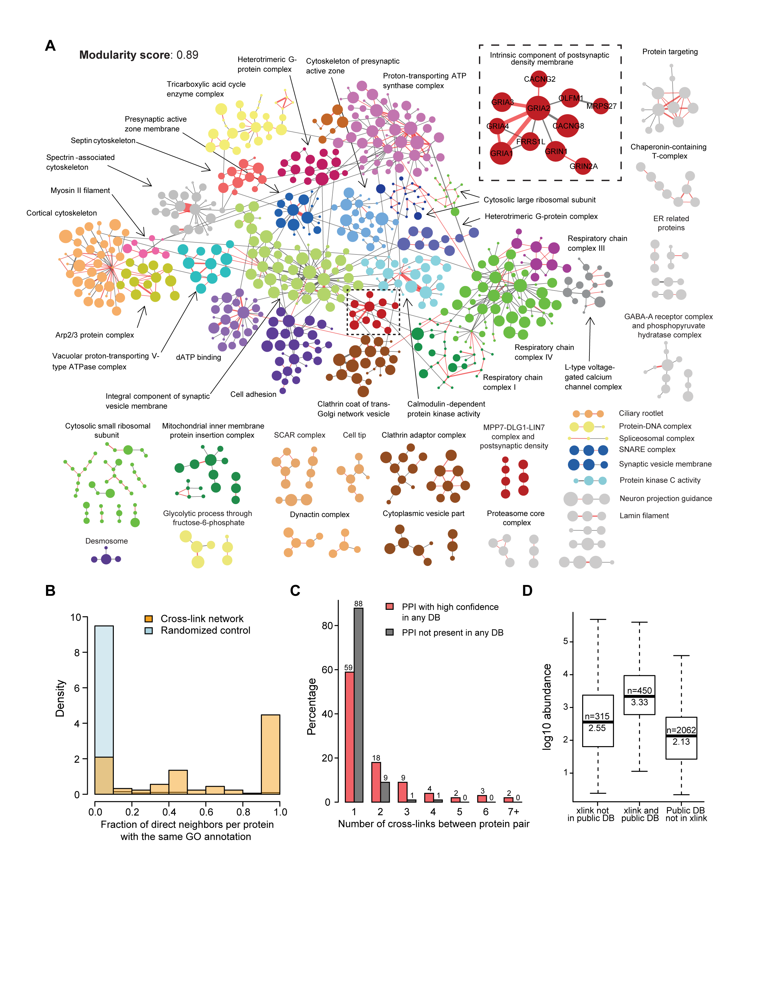 A
Modularity score: 0.89
Heterotrimeric G-
protein complex
Cytoskeleton of presynaptic
active zone
Proton-transporting ATP
synthase complex
Tricarboxylic acid cycle
enzyme complex
Presynaptic active
zone membrane
Septin cytoskeleton
Spectrin -associated
cytoskeleton
Myosin II filament
Cortical cytoskeleton
Intrinsic component of postsynaptic
density membrane
CACNG2
GRIA3
OLFM1
GRIA2
MRPS27
GRIA4
CACNG8
FRRS1L
GRIA1
GRIN1
GRIN2A
Protein targeting
Chaperonin-containing
T-complex
Cytosolic large ribosomal subunit
Heterotrimeric G-protein complex
ER related
proteins
Respiratory chain
complex III
GABA-A receptor complex
and phosphopyruvate
hydratase complex
Arp2/3 protein complex
Vacuolar proton-transporting V-
type ATPase complex
dATP binding
Respiratory chain
complex IV
L-type voltage-
gated calcium
channel complex
Respiratory chain
complex I
Integral component of synaptic
vesicle membrane
Cell adhesion
Clathrin coat of trans-
Golgi network vesicle
Calmodulin -dependent
protein kinase activity
Cytosolic small ribosomal
subunit
Mitochondrial inner membrane
protein insertion complex
SCAR complex
Cell tip
Clathrin adaptor complex
MPP7-DLG1-LIN7
complex and
postsynaptic density
Ciliary rootlet
Protein-DNA complex
Spliceosomal complex
SNARE complex
Synaptic vesicle membrane
Protein kinase C activity
Neuron projection guidance
Lamin filament
Glycolytic process through
fructose-6-phosphate
Dynactin complex
Cytoplasmic vesicle part
Proteasome core
complex
Desmosome
B
10
8
6
4
2
0
Density
Cross-link network
Randomized control
0.0 0.2 0.4 0.6 0.8 1.0
Fraction of direct neighbors per protein
with the same GO annotation
C
80
60
40
20
0
Percentage
PPI with high confidence
in any DB
PPI not present in any DB
59 88 18 9 9 1 4 1 2 0 3 0 2 0
1 2 3 4 5 6 7+
Number of cross-links between protein pair
D
5
4
3
2
1
log10 abundance
n=315
2.55
n=450
3.33
n=2062
2.13
xlink not
in public DB
xlink and
public DB
Public DB
not in xlink